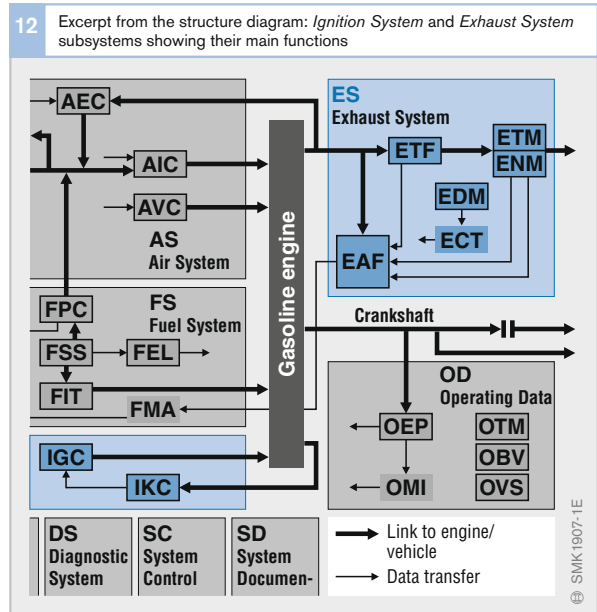 12
Excerpt from the structure diagram: Ignition System and Exhaust System
subsystems showing their main functions
AEC
AIC
AVC
AS
Air System
FPC
FS
Fuel System
FSS
FEL
FIT
FMA
IGC
IKC
Gasoline engine
ES
Exhaust System
ETF
ETM
ENM
EDM
ECT
EAF
Crankshaft
OD
Operating Data
OEP
OTM
OBV
OMI
OVS
DS
Diagnostic
System
SC
System
Control
SD
System
Documen-
Link to engine/
vehicle
Data transfer
SMK1907-1E